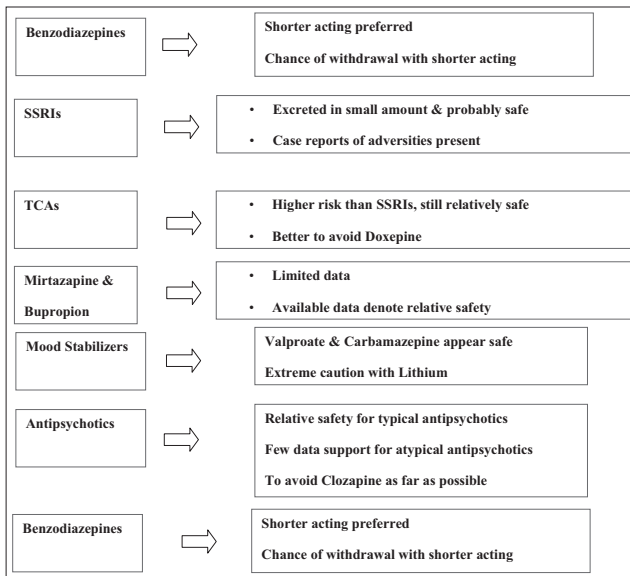 Benzodiazepines
Shorter acting preferred
Chance of withdrawal with shorter acting
SSRIs
• Excreted in small amount & probably safe
• Case reports of adversities present
TCAs
• Higher risk than SSRIs, still relatively safe
• Better to avoid Doxepine
Mirtazapine &
Bupropion
• Limited data
• Available data denote relative safety
Mood Stabilizers
Valproate & Carbamazepine appear safe
Extreme caution with Lithium
Antipsychotics
Relative safety for typical antipsychotics
Few data support for atypical antipsychotics
To avoid Clozapine as far as possible
Benzodiazepines
Shorter acting preferred
Chance of withdrawal with shorter acting